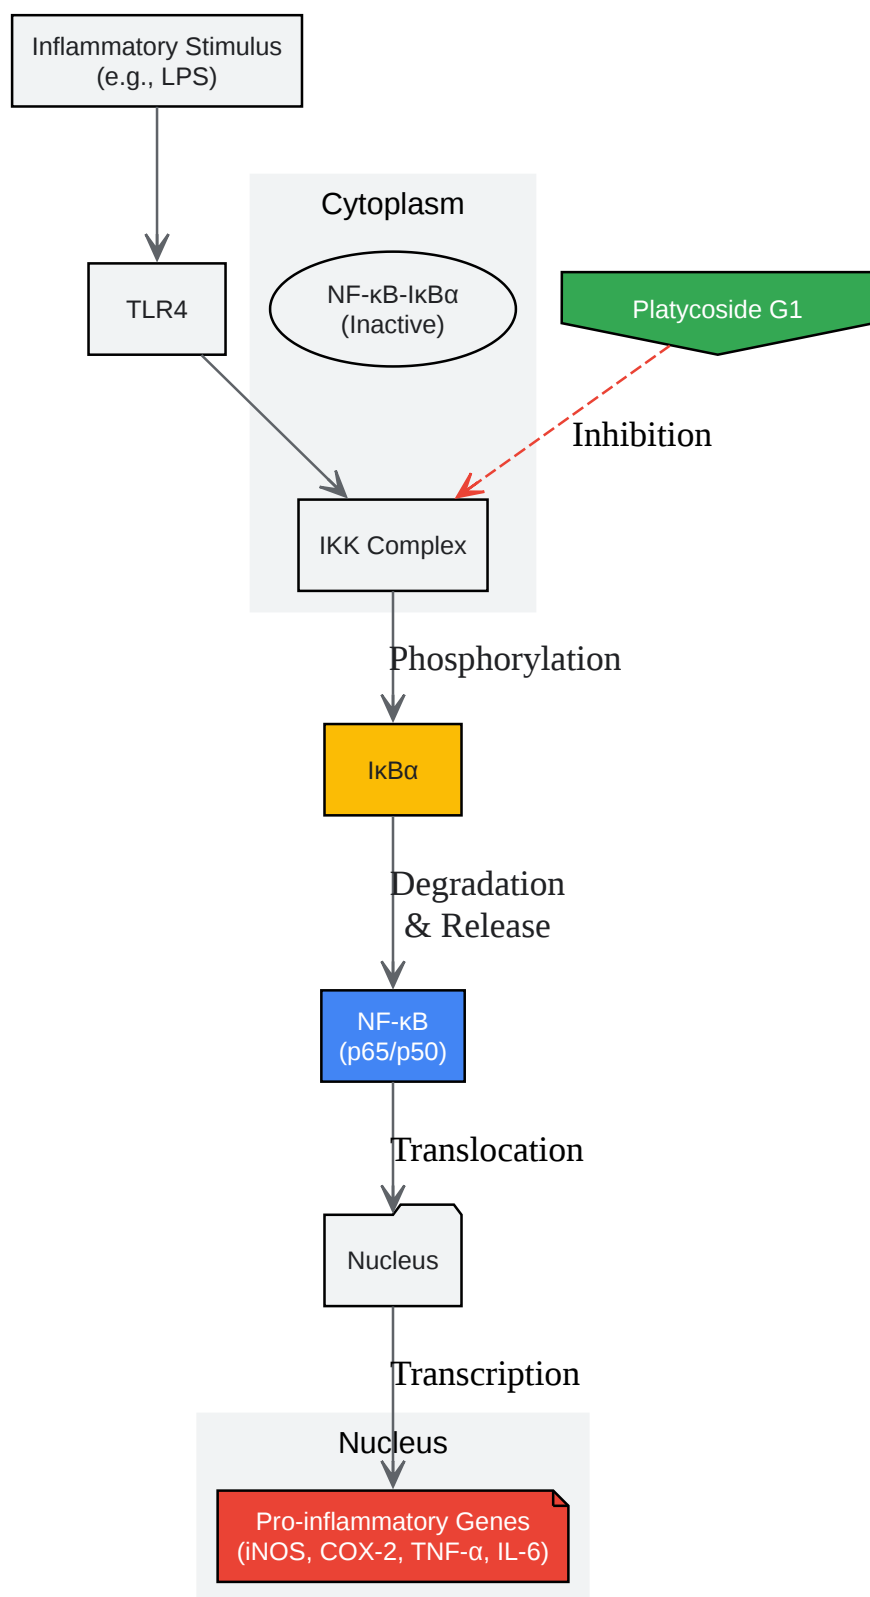 Inflammatory Stimulus
(e.g., LPS)
Cytoplasm
TLR4
NF-κB-IκBα
(Inactive)
Platycoside G1
Inhibition
IKK Complex
Phosphorylation
IκBα
Degradation
& Release
NF-κB
(p65/p50)
Translocation
Nucleus
Transcription
Nucleus
Pro-inflammatory Genes
(iNOS, COX-2, TNF-α, IL-6)